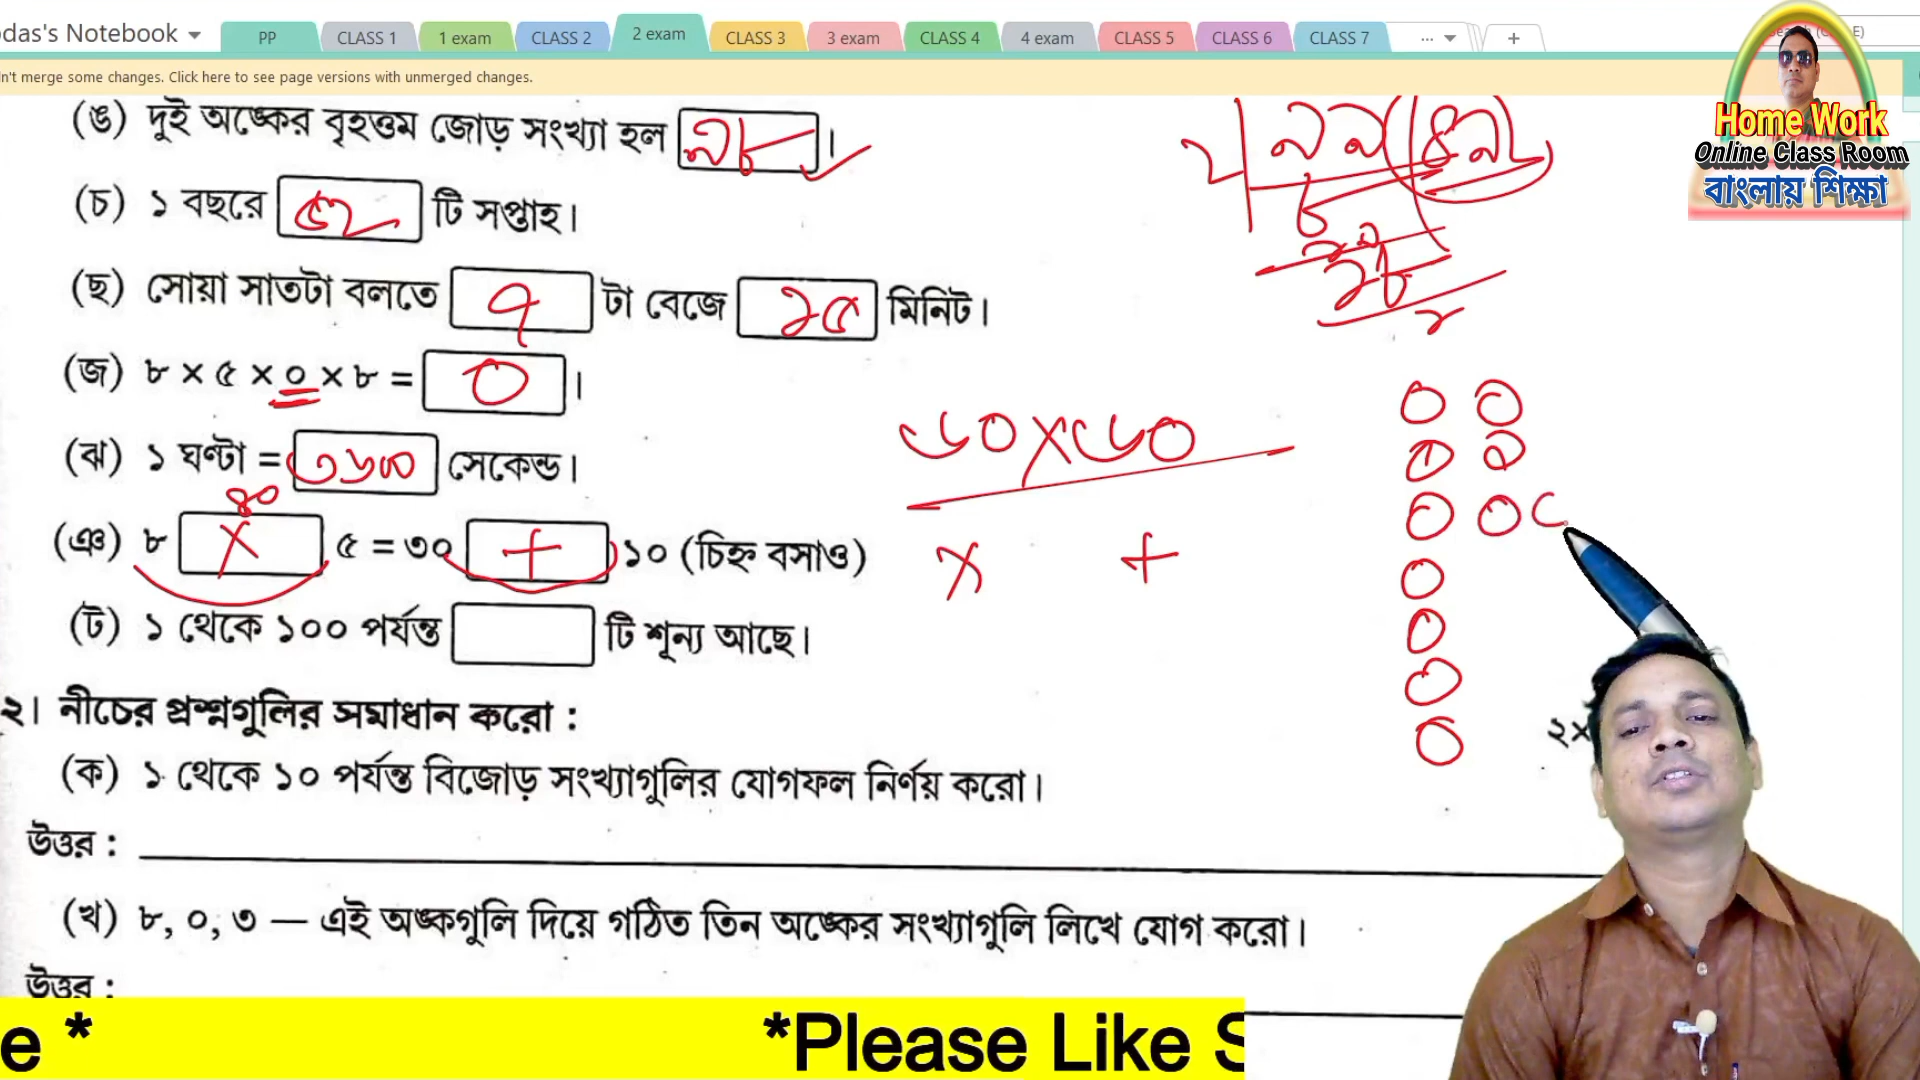 odas's Notebook
PP
CLASS 1
1 exam
CLASS 2
2 exam
CLASS 3
3 exam
CLASS 4
4 exam
CLASS 5
CLASS 6
CLASS 7
...
+
n't merge some changes. Click here to see page versions with unmerged changes.
Home Work
Online Class Room
বাংলায় শিক্ষা
(ঙ) দুই অঙ্কের বৃহত্তম জোড় সংখ্যা হল ৯৮।
(চ) ১ বছরে ৫২ টি সপ্তাহ।
(ছ) সোয়া সাতটা বলতে ৭ টা বেজে ১৫ মিনিট।
(জ) ৮ × ৫ × ০ × ৮ = ০।
(ঝ) ১ ঘণ্টা = ৩৬০০ সেকেন্ড।
৬০×৬০
৪০
(ঞ) ৮ × ৫ = ৩০ + ১০ (চিহ্ন বসাও)
× +
(ট) ১ থেকে ১০০ পর্যন্ত টি শূন্য আছে।
২। নীচের প্রশ্নগুলির সমাধান করো :
২×
(ক) ১ থেকে ১০ পর্যন্ত বিজোড় সংখ্যাগুলির যোগফল নির্ণয় করো।
উত্তর :
(খ) ৮, ০, ৩ — এই অঙ্কগুলি দিয়ে গঠিত তিন অঙ্কের সংখ্যাগুলি লিখে যোগ করো।
উত্তর :
e * *Please Like S